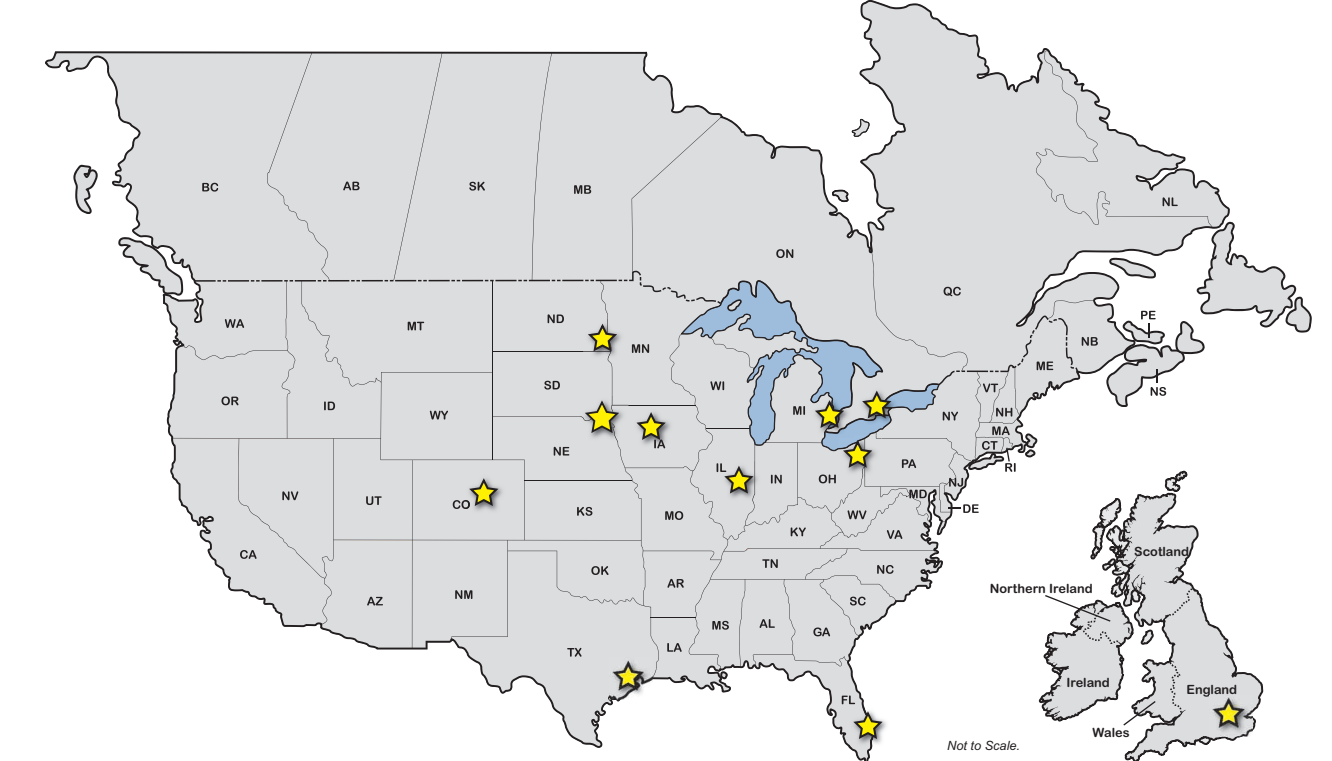 BC
AB
SK
MB
ON
QC
NL
PE
NB
NS
WA
MT
ND
MN
OR
ID
WY
SD
WI
MI
NY
VT
NH
ME
MA
CT
RI
NE
IA
IL
IN
OH
PA
NJ
MD
DE
NV
UT
CO
KS
MO
KY
WV
VA
CA
AZ
NM
OK
AR
TN
NC
SC
TX
LA
MS
AL
GA
FL
Scotland
Northern Ireland
Ireland
England
Wales
Not to Scale.